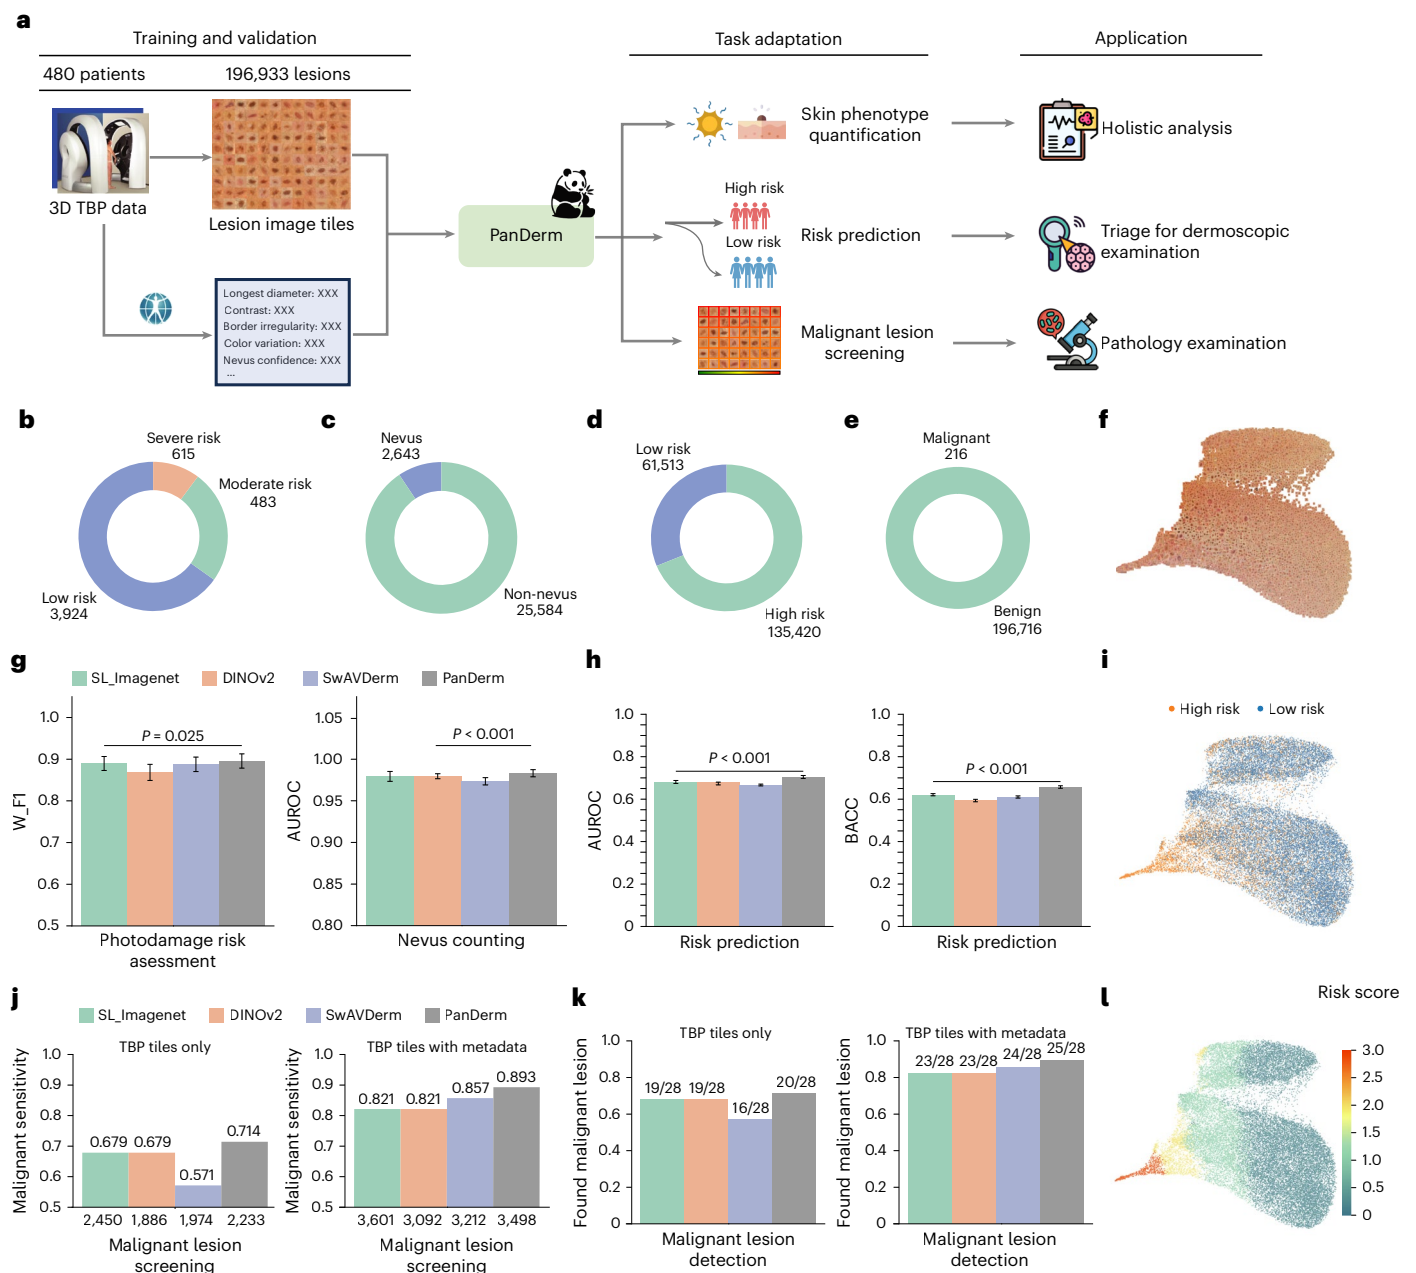 a
Training and validation
480 patients
196,933 lesions
3D TBP data
Lesion image tiles
Longest diameter: XXX
Contrast: XXX
Border irregularity: XXX
Color variation: XXX
Nevus confidence: XXX
...
PanDerm
Task adaptation
Skin phenotype
quantification
High risk
Low risk
Risk prediction
Malignant lesion
screening
Application
Holistic analysis
Triage for dermoscopic
examination
Pathology examination
b
Severe risk
615
Moderate risk
483
Low risk
3,924
c
Nevus
2,643
Non-nevus
25,584
d
Low risk
61,513
High risk
135,420
e
Malignant
216
Benign
196,716
f
g
SL_Imagenet
DINOv2
SwAVDerm
PanDerm
W_F1
1.0
0.9
0.8
0.7
0.6
0.5
P = 0.025
Photodamage risk
asessment
AUROC
1.05
1.00
0.95
0.90
0.85
0.80
P < 0.001
Nevus counting
h
AUROC
1.0
0.8
0.6
0.4
0.2
0
P < 0.001
Risk prediction
BACC
1.0
0.8
0.6
0.4
0.2
0
P < 0.001
Risk prediction
i
High risk
Low risk
j
SL_Imagenet
DINOv2
SwAVDerm
PanDerm
TBP tiles only
Malignant sensitivity
1.0
0.9
0.8
0.7
0.6
0.5
0.679
0.679
0.571
0.714
2,450
1,886
1,974
2,233
Malignant lesion
screening
TBP tiles with metadata
Malignant sensitivity
1.0
0.9
0.8
0.7
0.6
0.5
0.821
0.821
0.857
0.893
3,601
3,092
3,212
3,498
Malignant lesion
screening
k
TBP tiles only
Found malignant lesion
1.0
0.8
0.6
0.4
0.2
0
19/28
19/28
16/28
20/28
Malignant lesion
detection
TBP tiles with metadata
Found malignant lesion
1.0
0.8
0.6
0.4
0.2
0
23/28
23/28
24/28
25/28
Malignant lesion
detection
l
Risk score
3.0
2.5
2.0
1.5
1.0
0.5
0